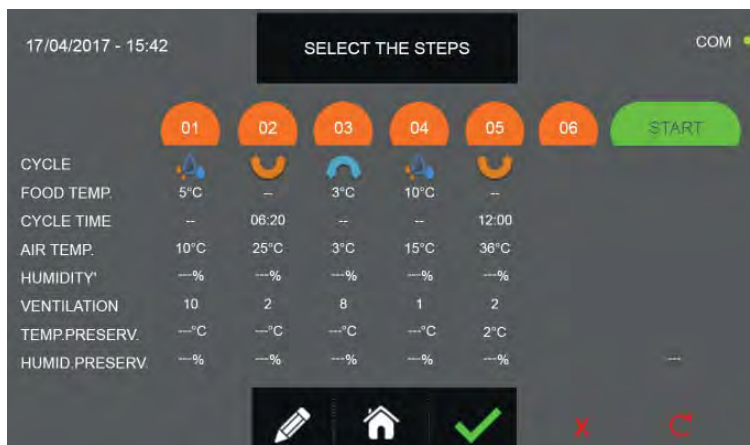 17/04/2017 - 15:42 SELECT THE STEPS COM
01 02 03 04 05 06 START
CYCLE
FOOD TEMP. 5°C -- 3°C 10°C --
CYCLE TIME -- 06:20 -- -- 12:00
AIR TEMP. 10°C 25°C 3°C 15°C 36°C
HUMIDITY' ---% ---% ---% ---% ---%
VENTILATION 10 2 8 1 2
TEMP.PRESERV. ---°C ---°C ---°C ---°C 2°C
HUMID.PRESERV ---% ---% ---% ---% ---% ---
X